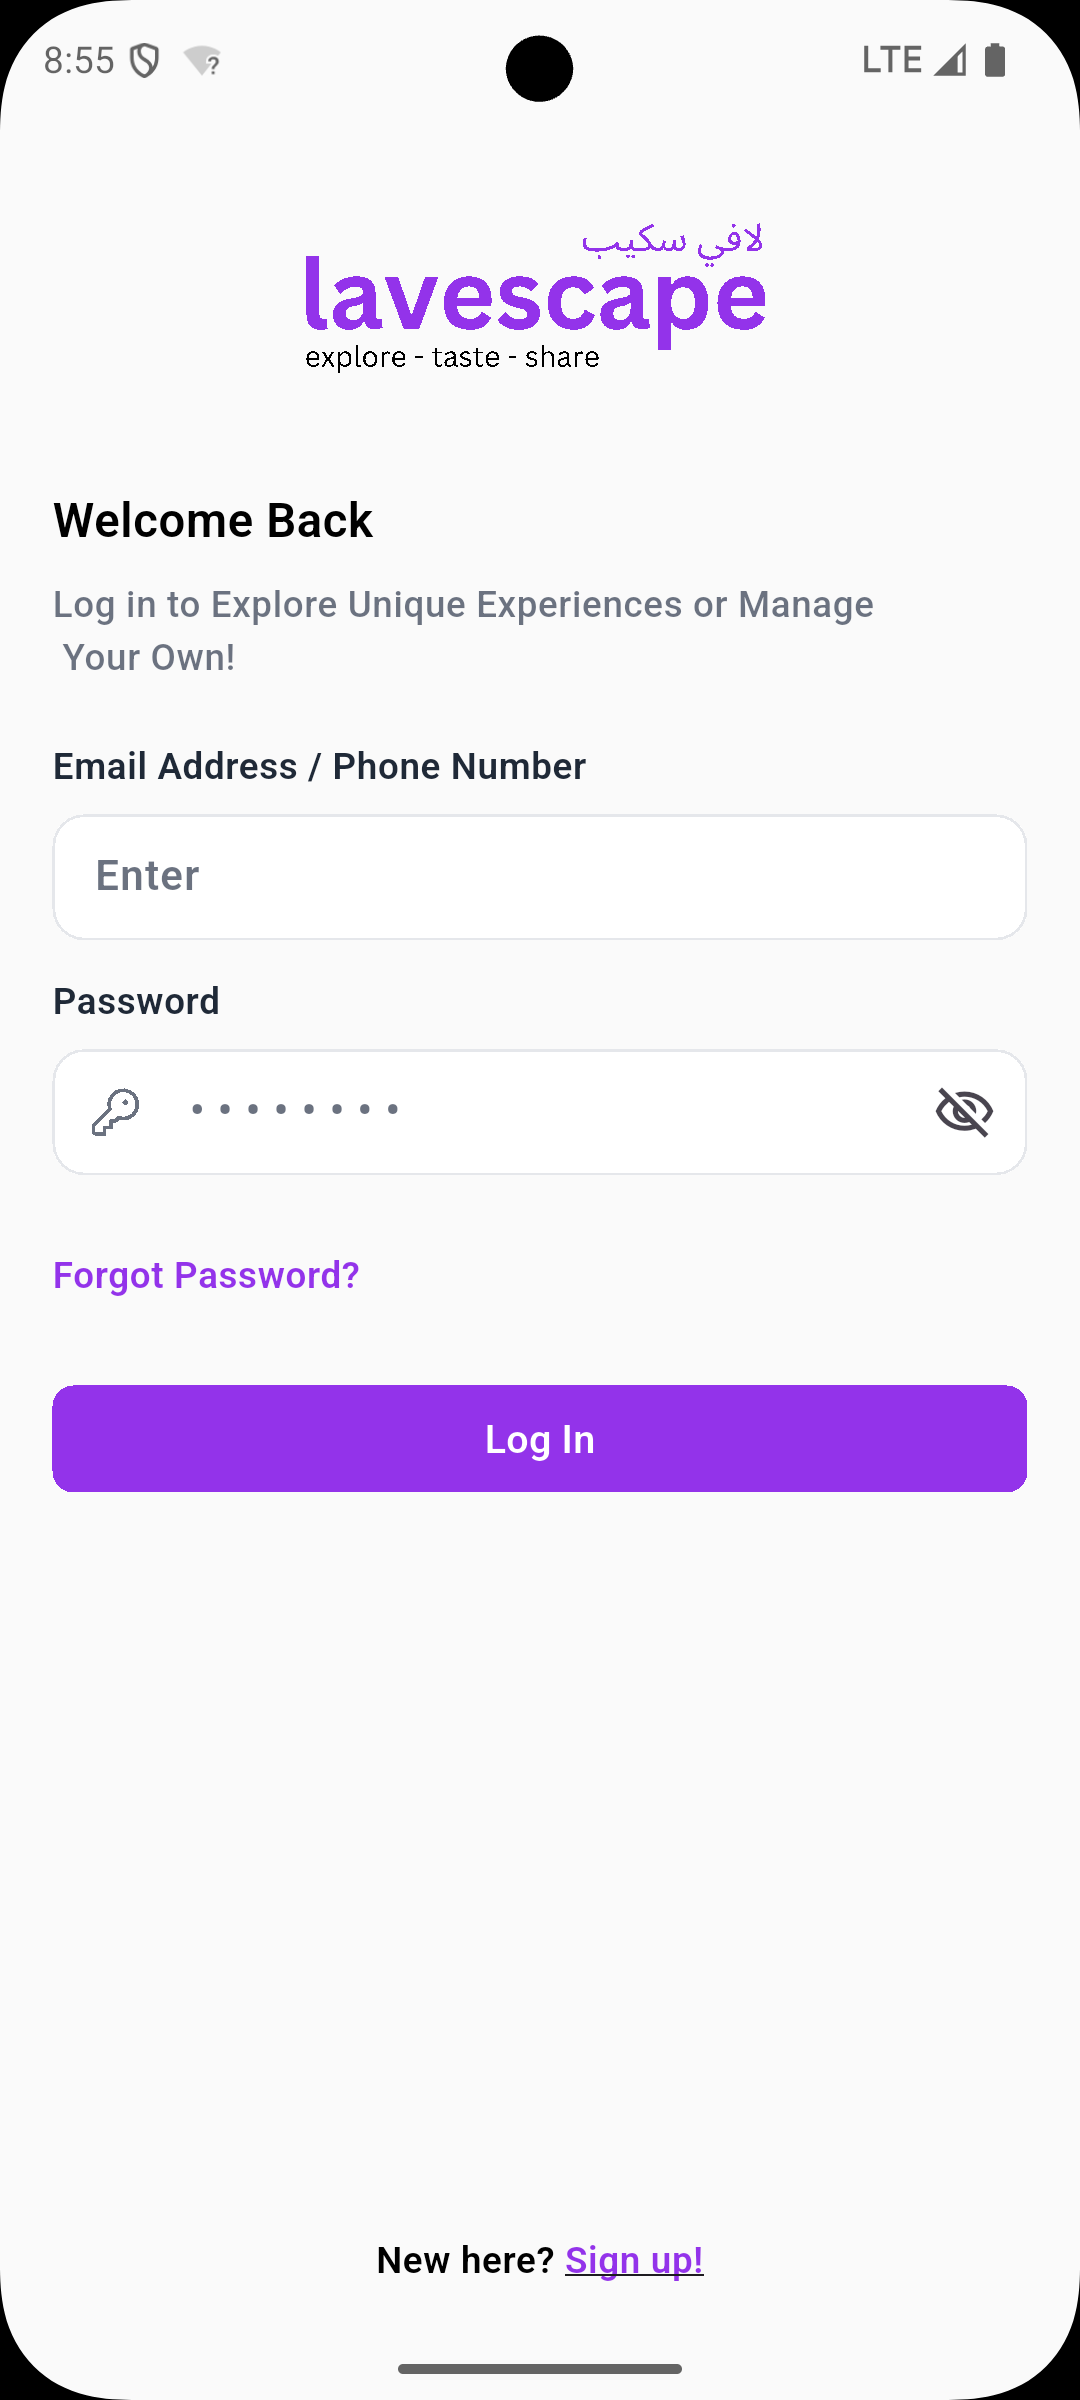 8:55
LTE
لافي سكيب
lavescape
explore - taste - share
Welcome Back
Log in to Explore Unique Experiences or Manage
Your Own!
Email Address / Phone Number
Enter
Password
Forgot Password?
Log In
New here? Sign up!